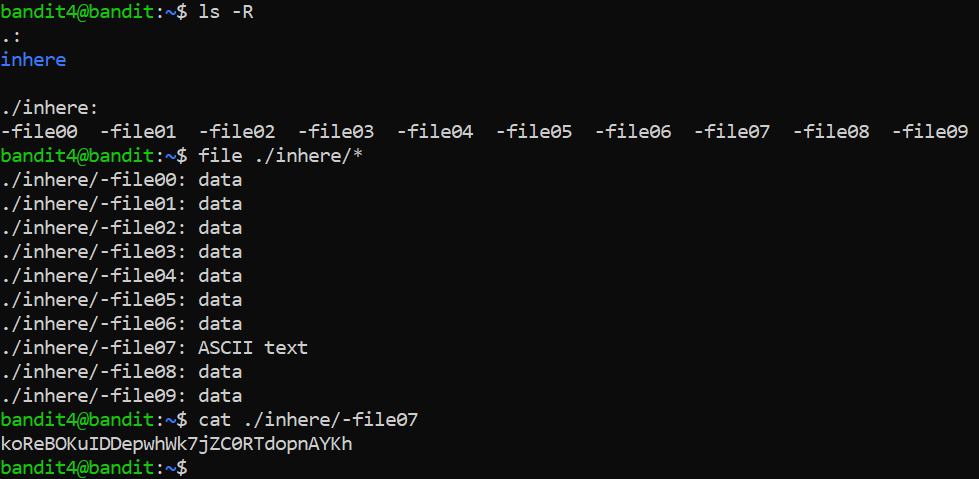 bandit4@bandit:~$ ls -R
.:
inhere

./inhere:
-file00  -file01  -file02  -file03  -file04  -file05  -file06  -file07  -file08  -file09
bandit4@bandit:~$ file ./inhere/*
./inhere/-file00: data
./inhere/-file01: data
./inhere/-file02: data
./inhere/-file03: data
./inhere/-file04: data
./inhere/-file05: data
./inhere/-file06: data
./inhere/-file07: ASCII text
./inhere/-file08: data
./inhere/-file09: data
bandit4@bandit:~$ cat ./inhere/-file07
koReBOKuIDDepwhWk7jZC0RTdopnAYKh
bandit4@bandit:~$